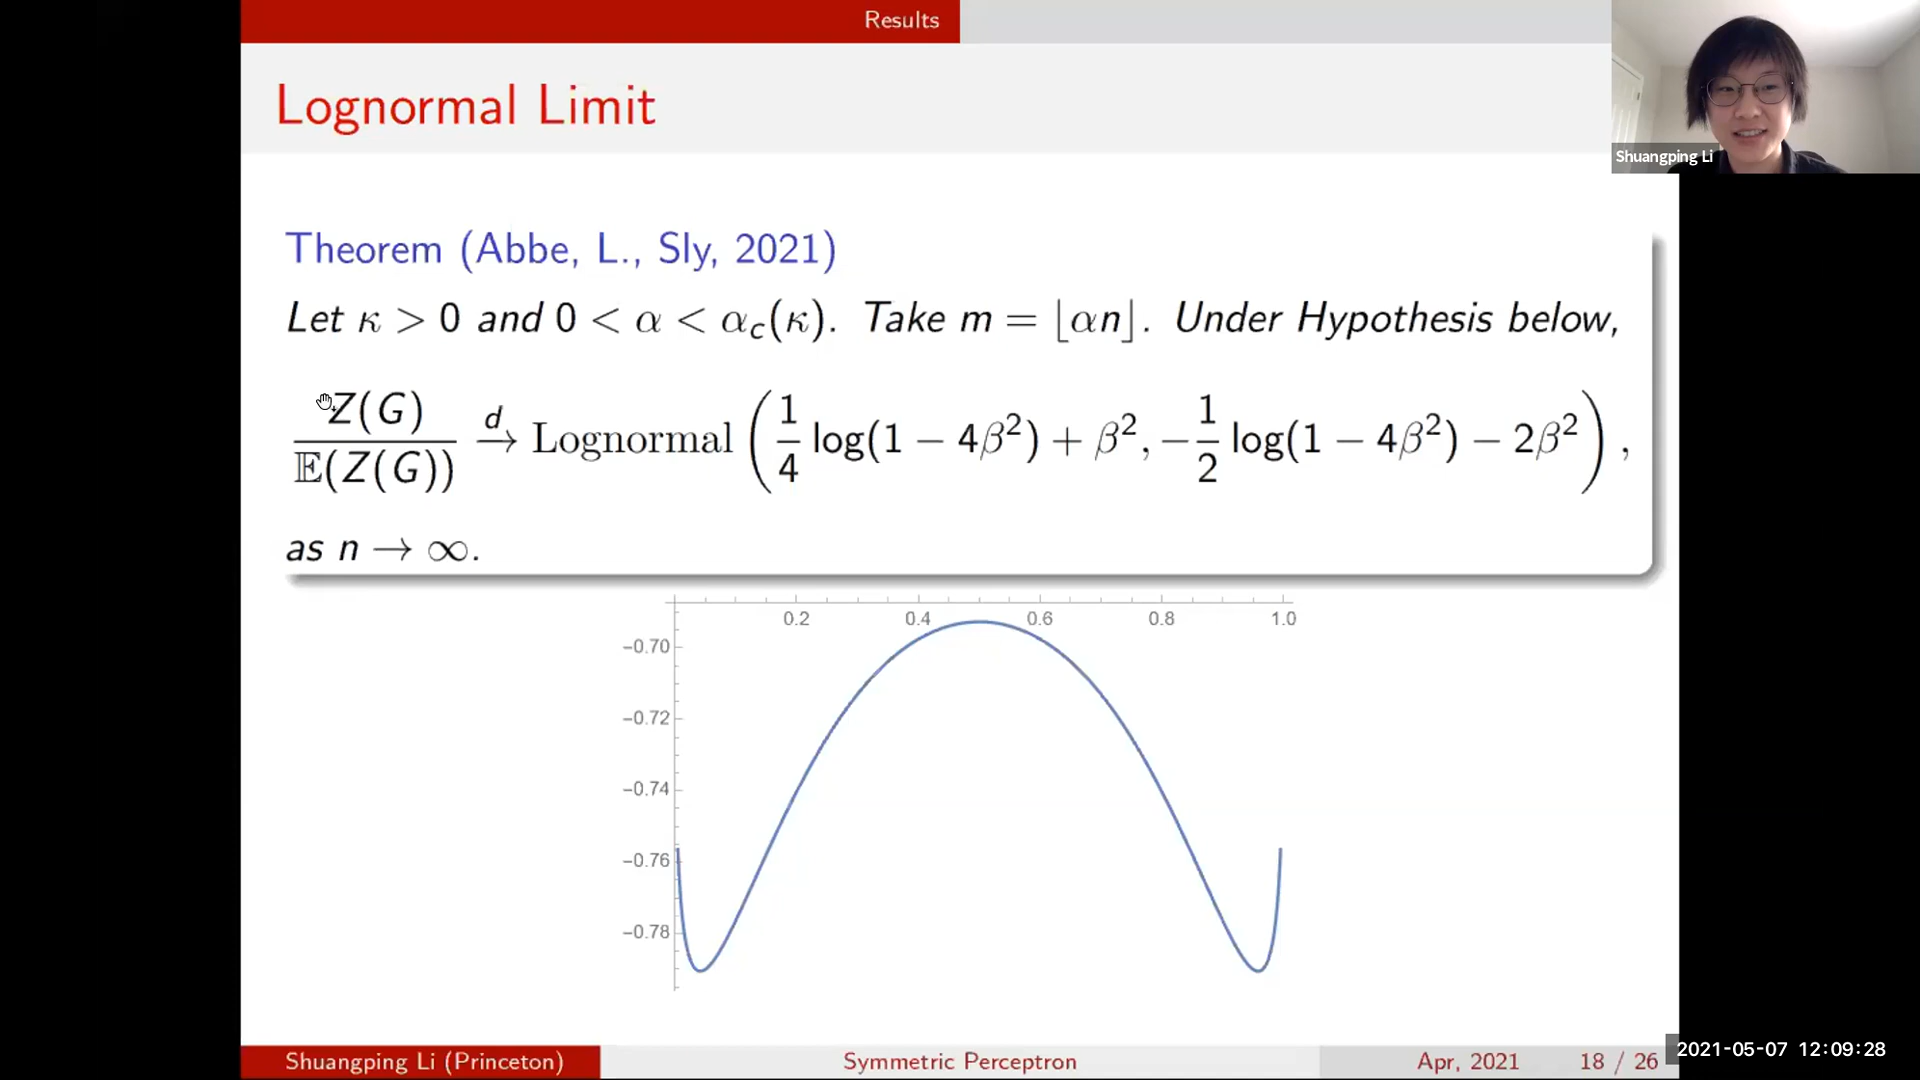 Results
Lognormal Limit
Shuangping Li
Theorem (Abbe, L., Sly, 2021)
Let κ > 0 and 0 < α < α_c(κ). Take m = ⌊αn⌋. Under Hypothesis below,
Z(G) / 𝔼(Z(G)) →^d Lognormal (1/4 log(1 − 4β²) + β², −1/2 log(1 − 4β²) − 2β²),
as n → ∞.
0.2 0.4 0.6 0.8 1.0
−0.70
−0.72
−0.74
−0.76
−0.78
Shuangping Li (Princeton) Symmetric Perceptron Apr, 2021 18 / 26
2021-05-07 12:09:28